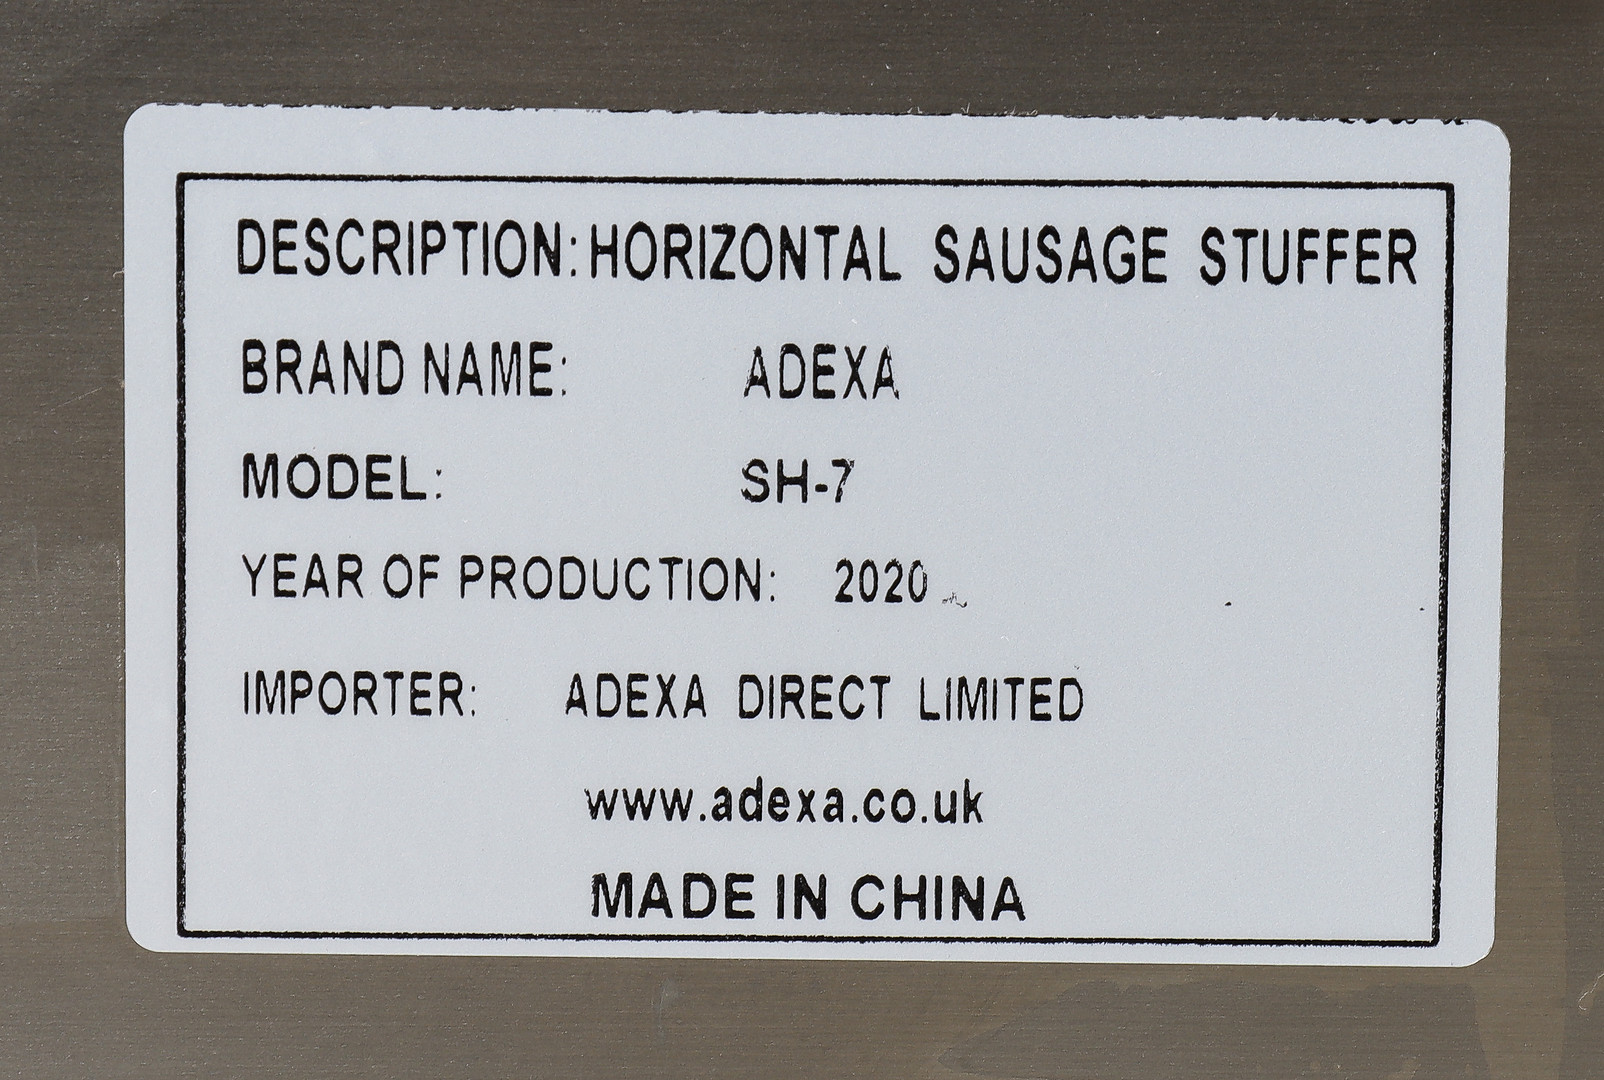 DESCRIPTION: HORIZONTAL SAUSAGE STUFFER
BRAND NAME: ADEXA
MODEL: SH-7
YEAR OF PRODUCTION: 2020
IMPORTER: ADEXA DIRECT LIMITED
www.adexa.co.uk
MADE IN CHINA